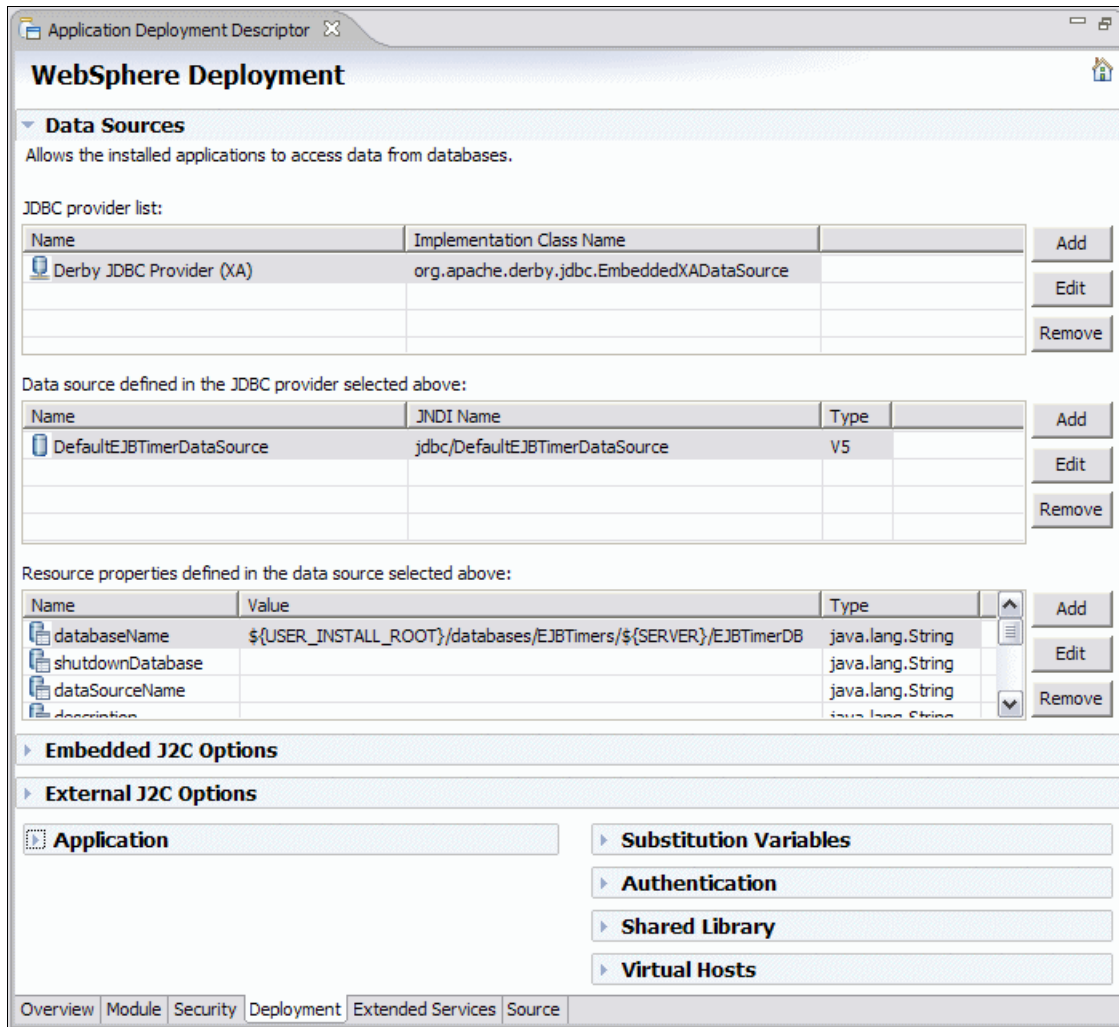 Application Deployment Descriptor
WebSphere Deployment
Data Sources
Allows the installed applications to access data from databases.
JDBC provider list:
Name Implementation Class Name
Add
Derby JDBC Provider (XA) org.apache.derby.jdbc.EmbeddedXADataSource
Edit
Remove
Data source defined in the JDBC provider selected above:
Name JNDI Name Type
Add
DefaultEJBTimerDataSource jdbc/DefaultEJBTimerDataSource V5
Edit
Remove
Resource properties defined in the data source selected above:
Name Value Type
Add
databaseName ${USER_INSTALL_ROOT}/databases/EJBTimers/${SERVER}/EJBTimerDB java.lang.String
shutdownDatabase java.lang.String
Edit
dataSourceName java.lang.String
Remove
description java.lang.String
Embedded J2C Options
External J2C Options
Application
Substitution Variables
Authentication
Shared Library
Virtual Hosts
Overview Module Security Deployment Extended Services Source